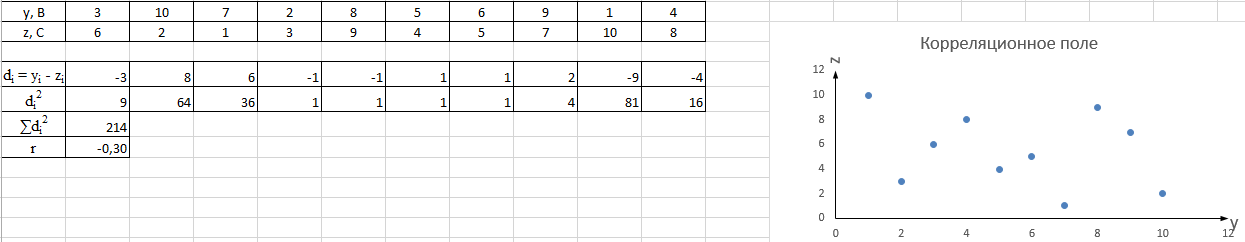 y, B 3 10 7 2 8 5 6 9 1 4
z, C 6 2 1 3 9 4 5 7 10 8
dᵢ = yᵢ - zᵢ -3 8 6 -1 -1 1 1 2 -9 -4
dᵢ² 9 64 36 1 1 1 1 4 81 16
∑dᵢ² 214
r -0,30
Корреляционное поле
z
12
10
8
6
4
2
0
0 2 4 6 8 10 12
y